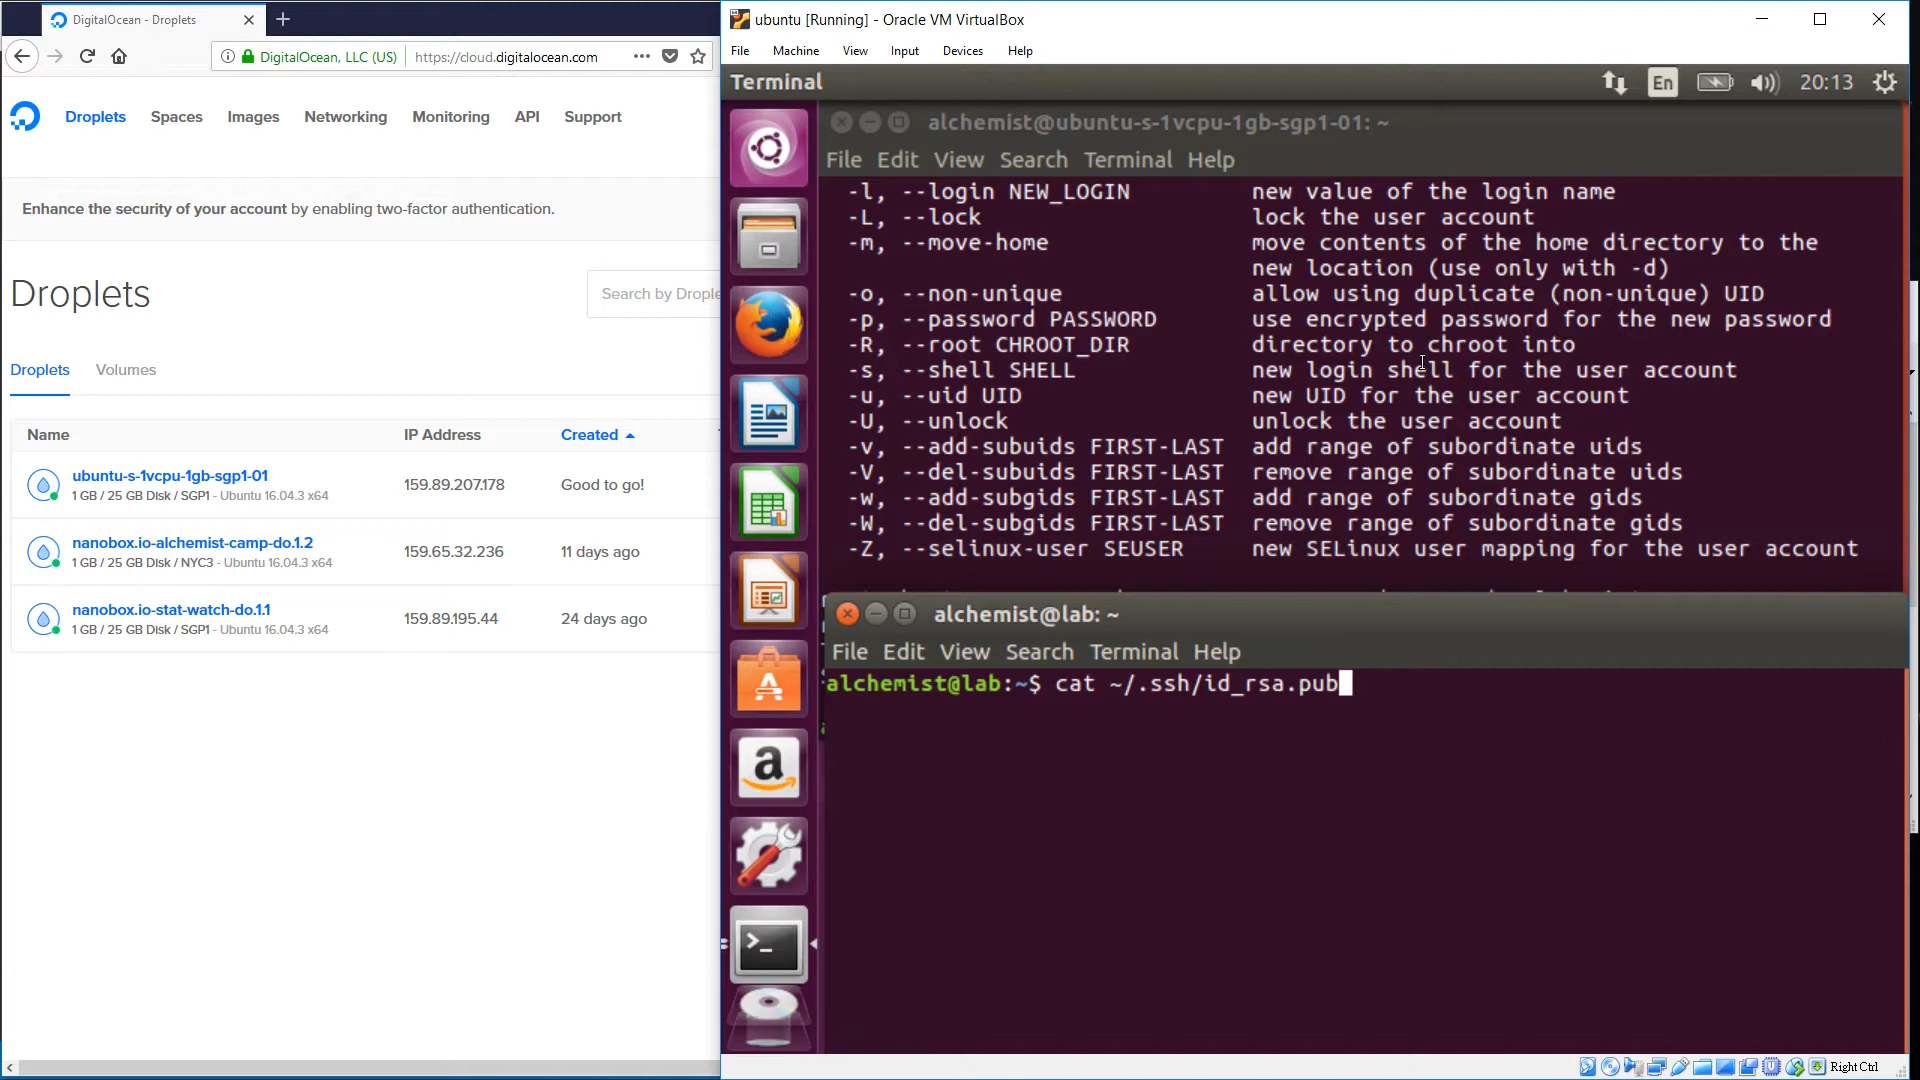 DigitalOcean - Droplets
DigitalOcean, LLC (US)
https://cloud.digitalocean.com
Droplets Spaces Images Networking Monitoring API Support
Enhance the security of your account by enabling two-factor authentication.
Droplets
Search by Drople
Droplets Volumes
Name IP Address Created
ubuntu-s-1vcpu-1gb-sgp1-01
1 GB / 25 GB Disk / SGP1 - Ubuntu 16.04.3 x64
159.89.207.178
Good to go!
nanobox.io-alchemist-camp-do.1.2
1 GB / 25 GB Disk / NYC3 - Ubuntu 16.04.3 x64
159.65.32.236
11 days ago
nanobox.io-stat-watch-do.1.1
1 GB / 25 GB Disk / SGP1 - Ubuntu 16.04.3 x64
159.89.195.44
24 days ago
ubuntu [Running] - Oracle VM VirtualBox
File Machine View Input Devices Help
Terminal
En
20:13
alchemist@ubuntu-s-1vcpu-1gb-sgp1-01: ~
File Edit View Search Terminal Help
-l, --login NEW_LOGIN new value of the login name
-L, --lock lock the user account
-m, --move-home move contents of the home directory to the
new location (use only with -d)
-o, --non-unique allow using duplicate (non-unique) UID
-p, --password PASSWORD use encrypted password for the new password
-R, --root CHROOT_DIR directory to chroot into
-s, --shell SHELL new login shell for the user account
-u, --uid UID new UID for the user account
-U, --unlock unlock the user account
-v, --add-subuids FIRST-LAST add range of subordinate uids
-V, --del-subuids FIRST-LAST remove range of subordinate uids
-w, --add-subgids FIRST-LAST add range of subordinate gids
-W, --del-subgids FIRST-LAST remove range of subordinate gids
-Z, --selinux-user SEUSER new SELinux user mapping for the user account
alchemist@lab: ~
File Edit View Search Terminal Help
alchemist@lab:~$ cat ~/.ssh/id_rsa.pub
Right Ctrl